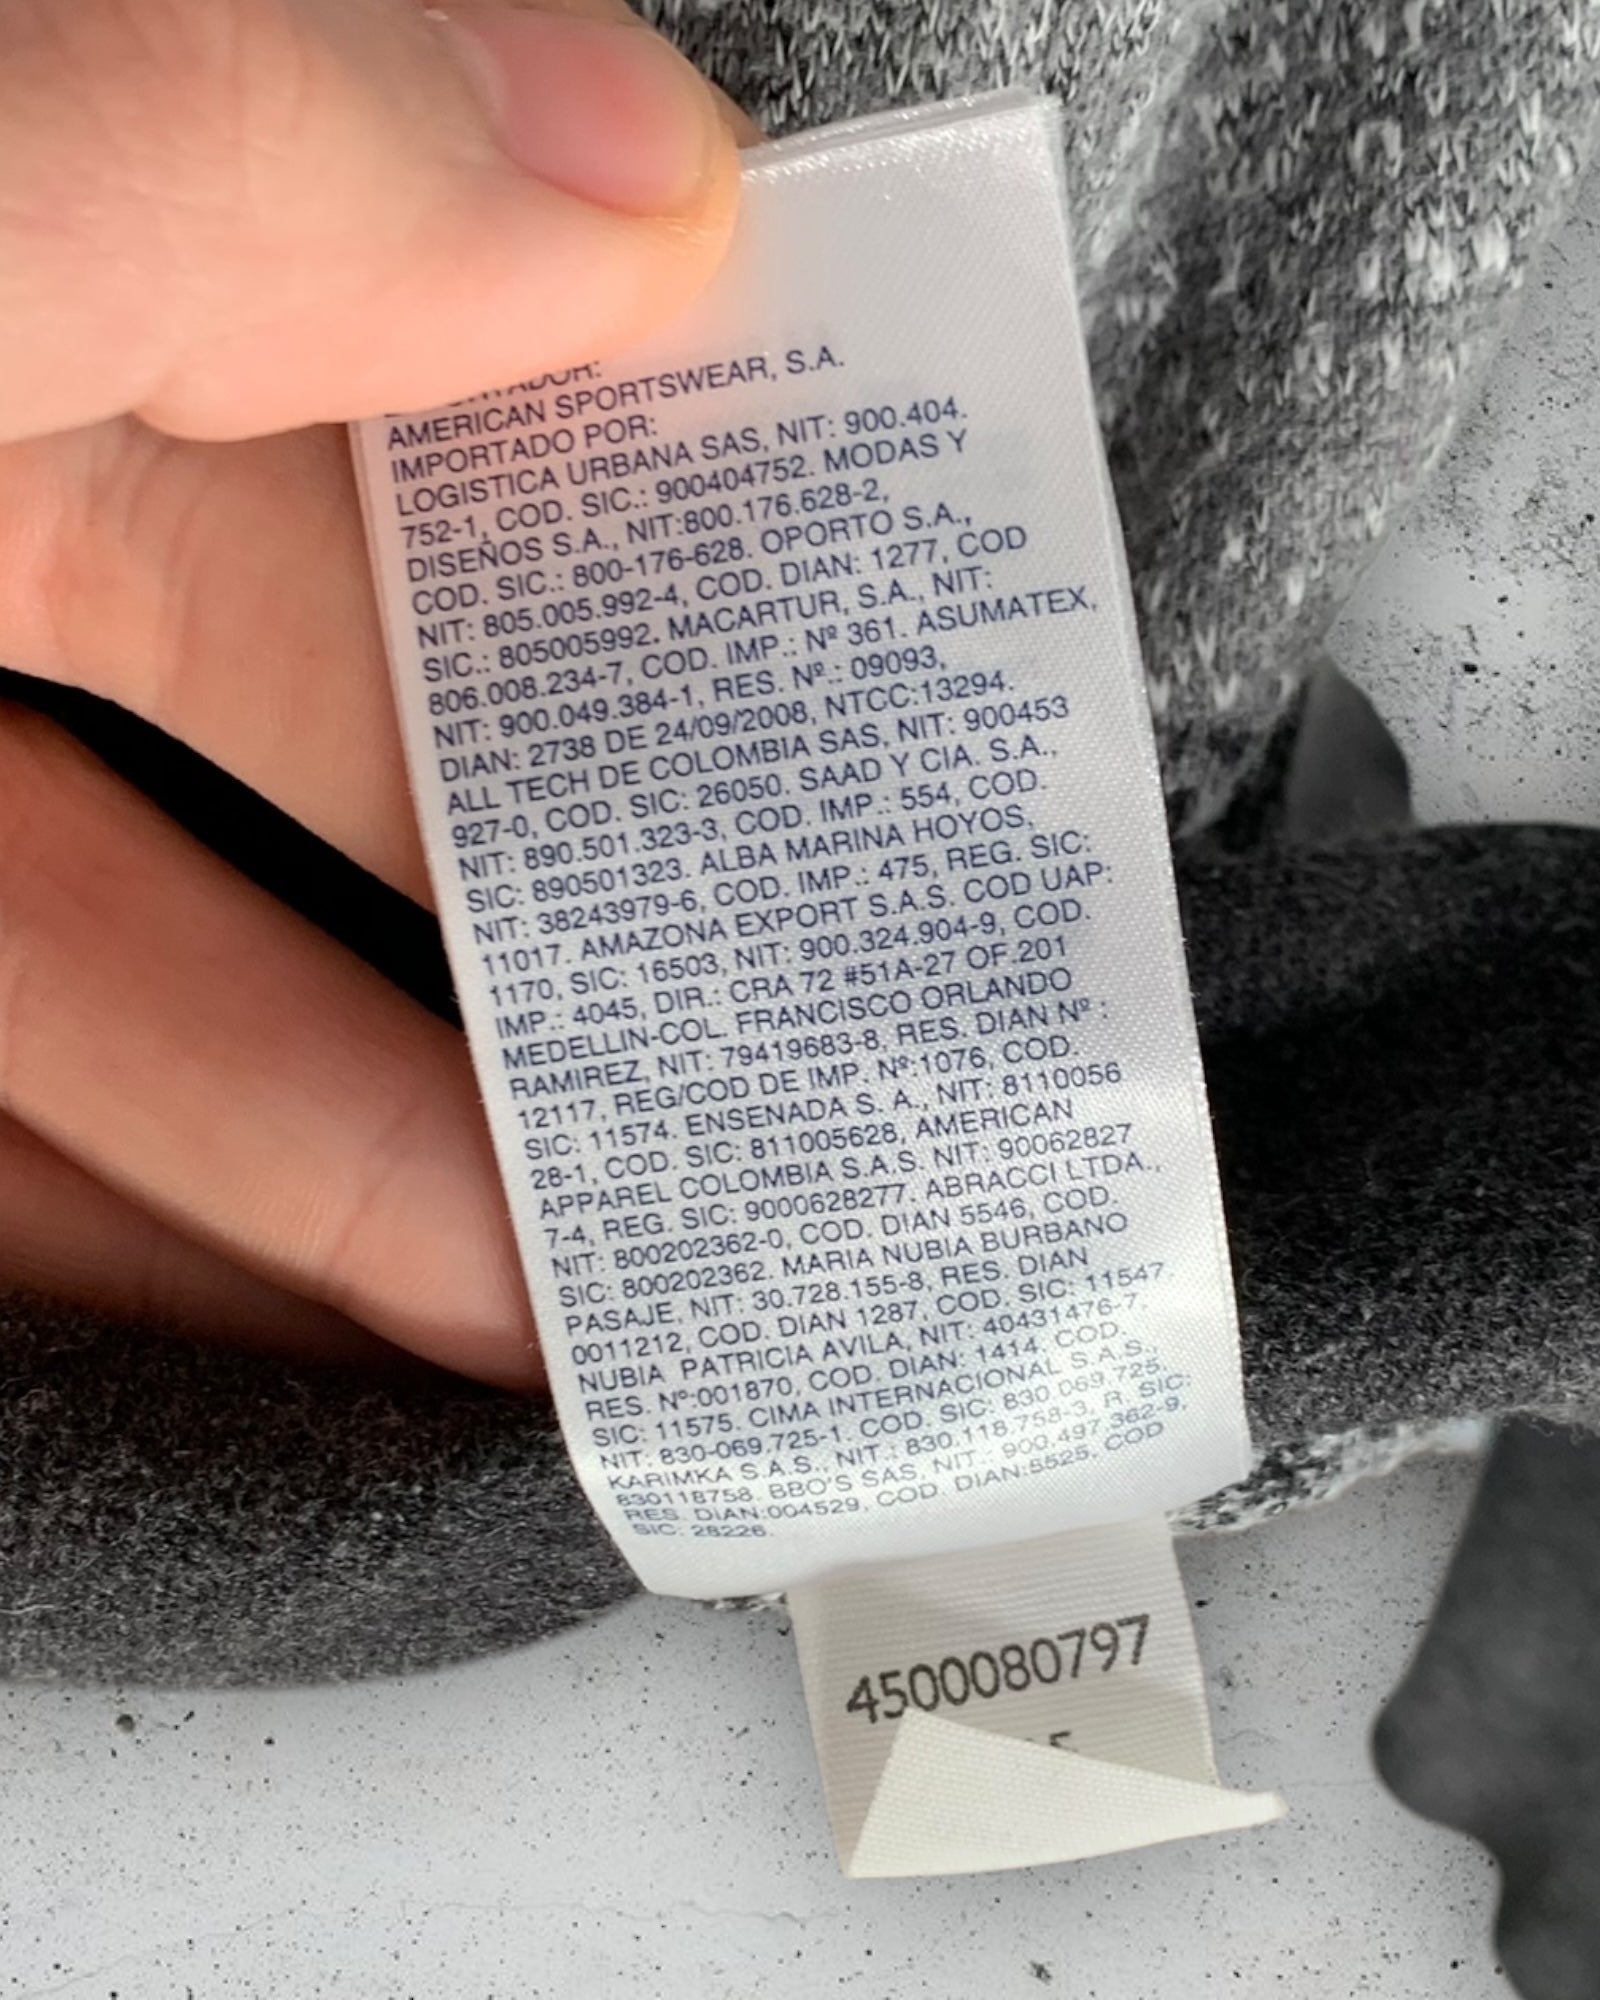 AMERICAN SPORTSWEAR, S.A.
IMPORTADO POR:
LOGISTICA URBANA SAS, NIT: 900.404.
752-1, COD. SIC.: 900404752. MODAS Y
DISEÑOS S.A., NIT:800.176.628-2,
COD. SIC.: 800-176-628. OPORTO S.A.,
NIT: 805.005.992-4, COD. DIAN: 1277, COD
SIC.: 805005992. MACARTUR, S.A., NIT:
806.008.234-7, COD. IMP.: Nº 361. ASUMATEX,
NIT: 900.049.384-1, RES. Nº.: 09093,
DIAN: 2738 DE 24/09/2008, NTCC:13294.
ALL TECH DE COLOMBIA SAS, NIT: 900453
927-0, COD. SIC: 26050. SAAD Y CIA. S.A.,
NIT: 890.501.323-3, COD. IMP.: 554, COD.
SIC: 890501323. ALBA MARINA HOYOS,
NIT: 38243979-6, COD. IMP.: 475, REG. SIC:
11017. AMAZONA EXPORT S.A.S. COD UAP:
1170, SIC: 16503, NIT: 900.324.904-9, COD.
IMP.: 4045, DIR.: CRA 72 #51A-27 OF.201
MEDELLIN-COL. FRANCISCO ORLANDO
RAMIREZ, NIT: 79419683-8, RES. DIAN Nº :
12117, REG/COD DE IMP. Nº:1076, COD.
SIC: 11574. ENSENADA S. A., NIT: 8110056
28-1, COD. SIC: 811005628, AMERICAN
APPAREL COLOMBIA S.A.S. NIT: 90062827
7-4, REG. SIC: 9000628277. ABRACCI LTDA.,
NIT: 800202362-0, COD. DIAN 5546, COD.
SIC: 800202362. MARIA NUBIA BURBANO
PASAJE, NIT: 30.728.155-8, RES. DIAN
0011212, COD. DIAN 1287, COD. SIC: 11547.
NUBIA PATRICIA AVILA, NIT: 40431476-7,
RES. Nº:001870, COD. DIAN: 1414, COD.
SIC: 11575. CIMA INTERNACIONAL S.A.S.,
NIT: 830-069.725-1. COD. SIC: 830.069.725.
KARIMKA S.A.S., NIT.: 830.118.758-3, R. SIC:
830118758. BBO'S SAS, NIT.: 900.497.362-9,
RES. DIAN:004529, COD. DIAN:5525, COD
SIC: 28226.
4500080797